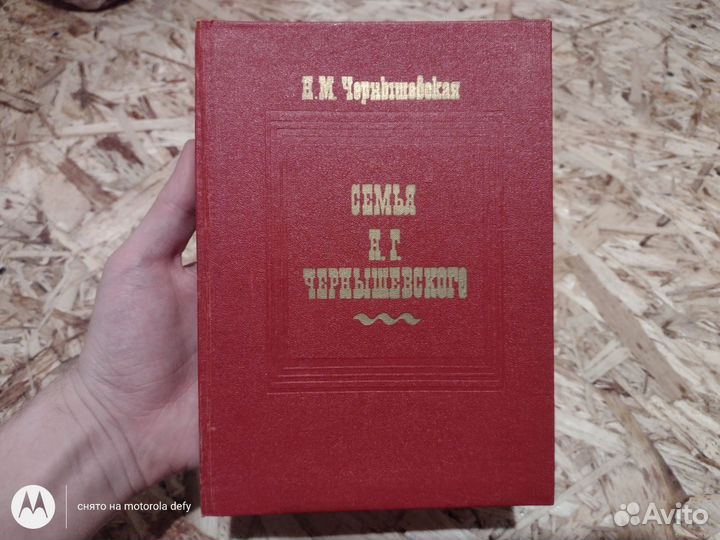 Н.М. Чернышевская
СЕМЬЯ
Н.Г.
ЧЕРНЫШЕВСКОГО
снято на motorola defy
Avito